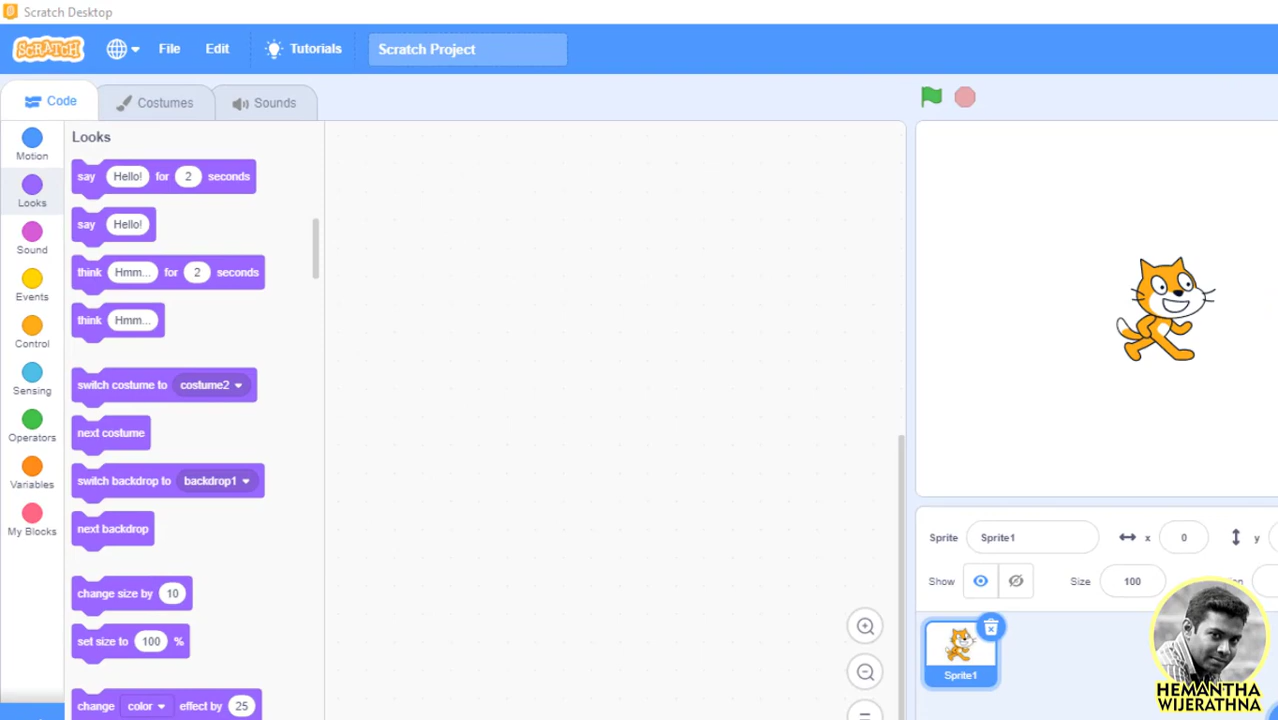 Scratch Desktop
SCRATCH File Edit Tutorials Scratch Project
Code Costumes Sounds
Motion
Looks
Sound
Events
Control
Sensing
Operators
Variables
My Blocks
Looks
say Hello! for 2 seconds
say Hello!
think Hmm... for 2 seconds
think Hmm...
switch costume to costume2
next costume
switch backdrop to backdrop1
next backdrop
change size by 10
set size to 100 %
change color effect by 25
Sprite Sprite1 x 0 y
Show Size 100
Sprite1
HEMANTHA
WIJERATHNA